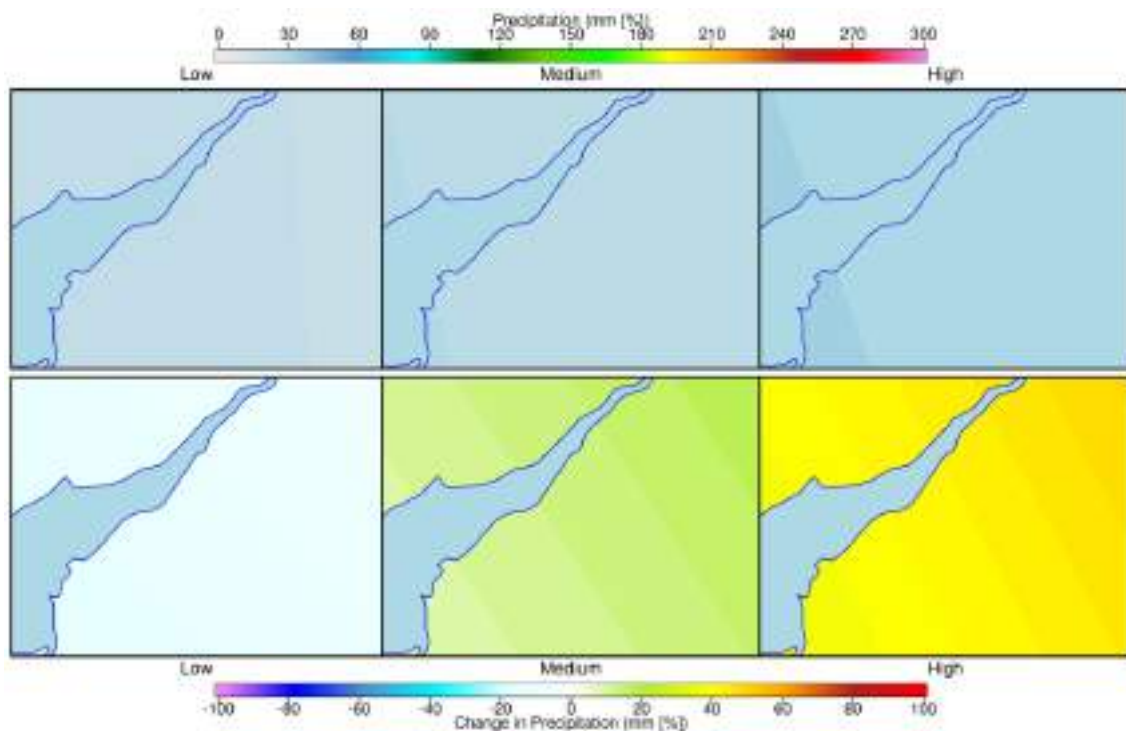 Precipitation (mm [%])
0 30 60 90 120 150 180 210 240 270 300
Low Medium High
Low Medium High
-100 -80 -60 -40 -20 0 20 40 60 80 100
Change in Precipitation (mm [%])